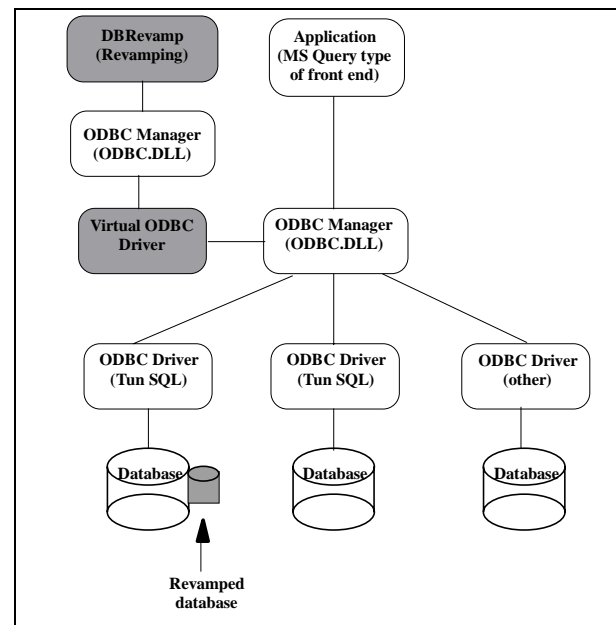 DBRevamp
(Revamping)
Application
(MS Query type
of front end)
ODBC Manager
(ODBC.DLL)
Virtual ODBC
Driver
ODBC Manager
(ODBC.DLL)
ODBC Driver
(Tun SQL)
ODBC Driver
(Tun SQL)
ODBC Driver
(other)
Database
Database
Database
Revamped
database